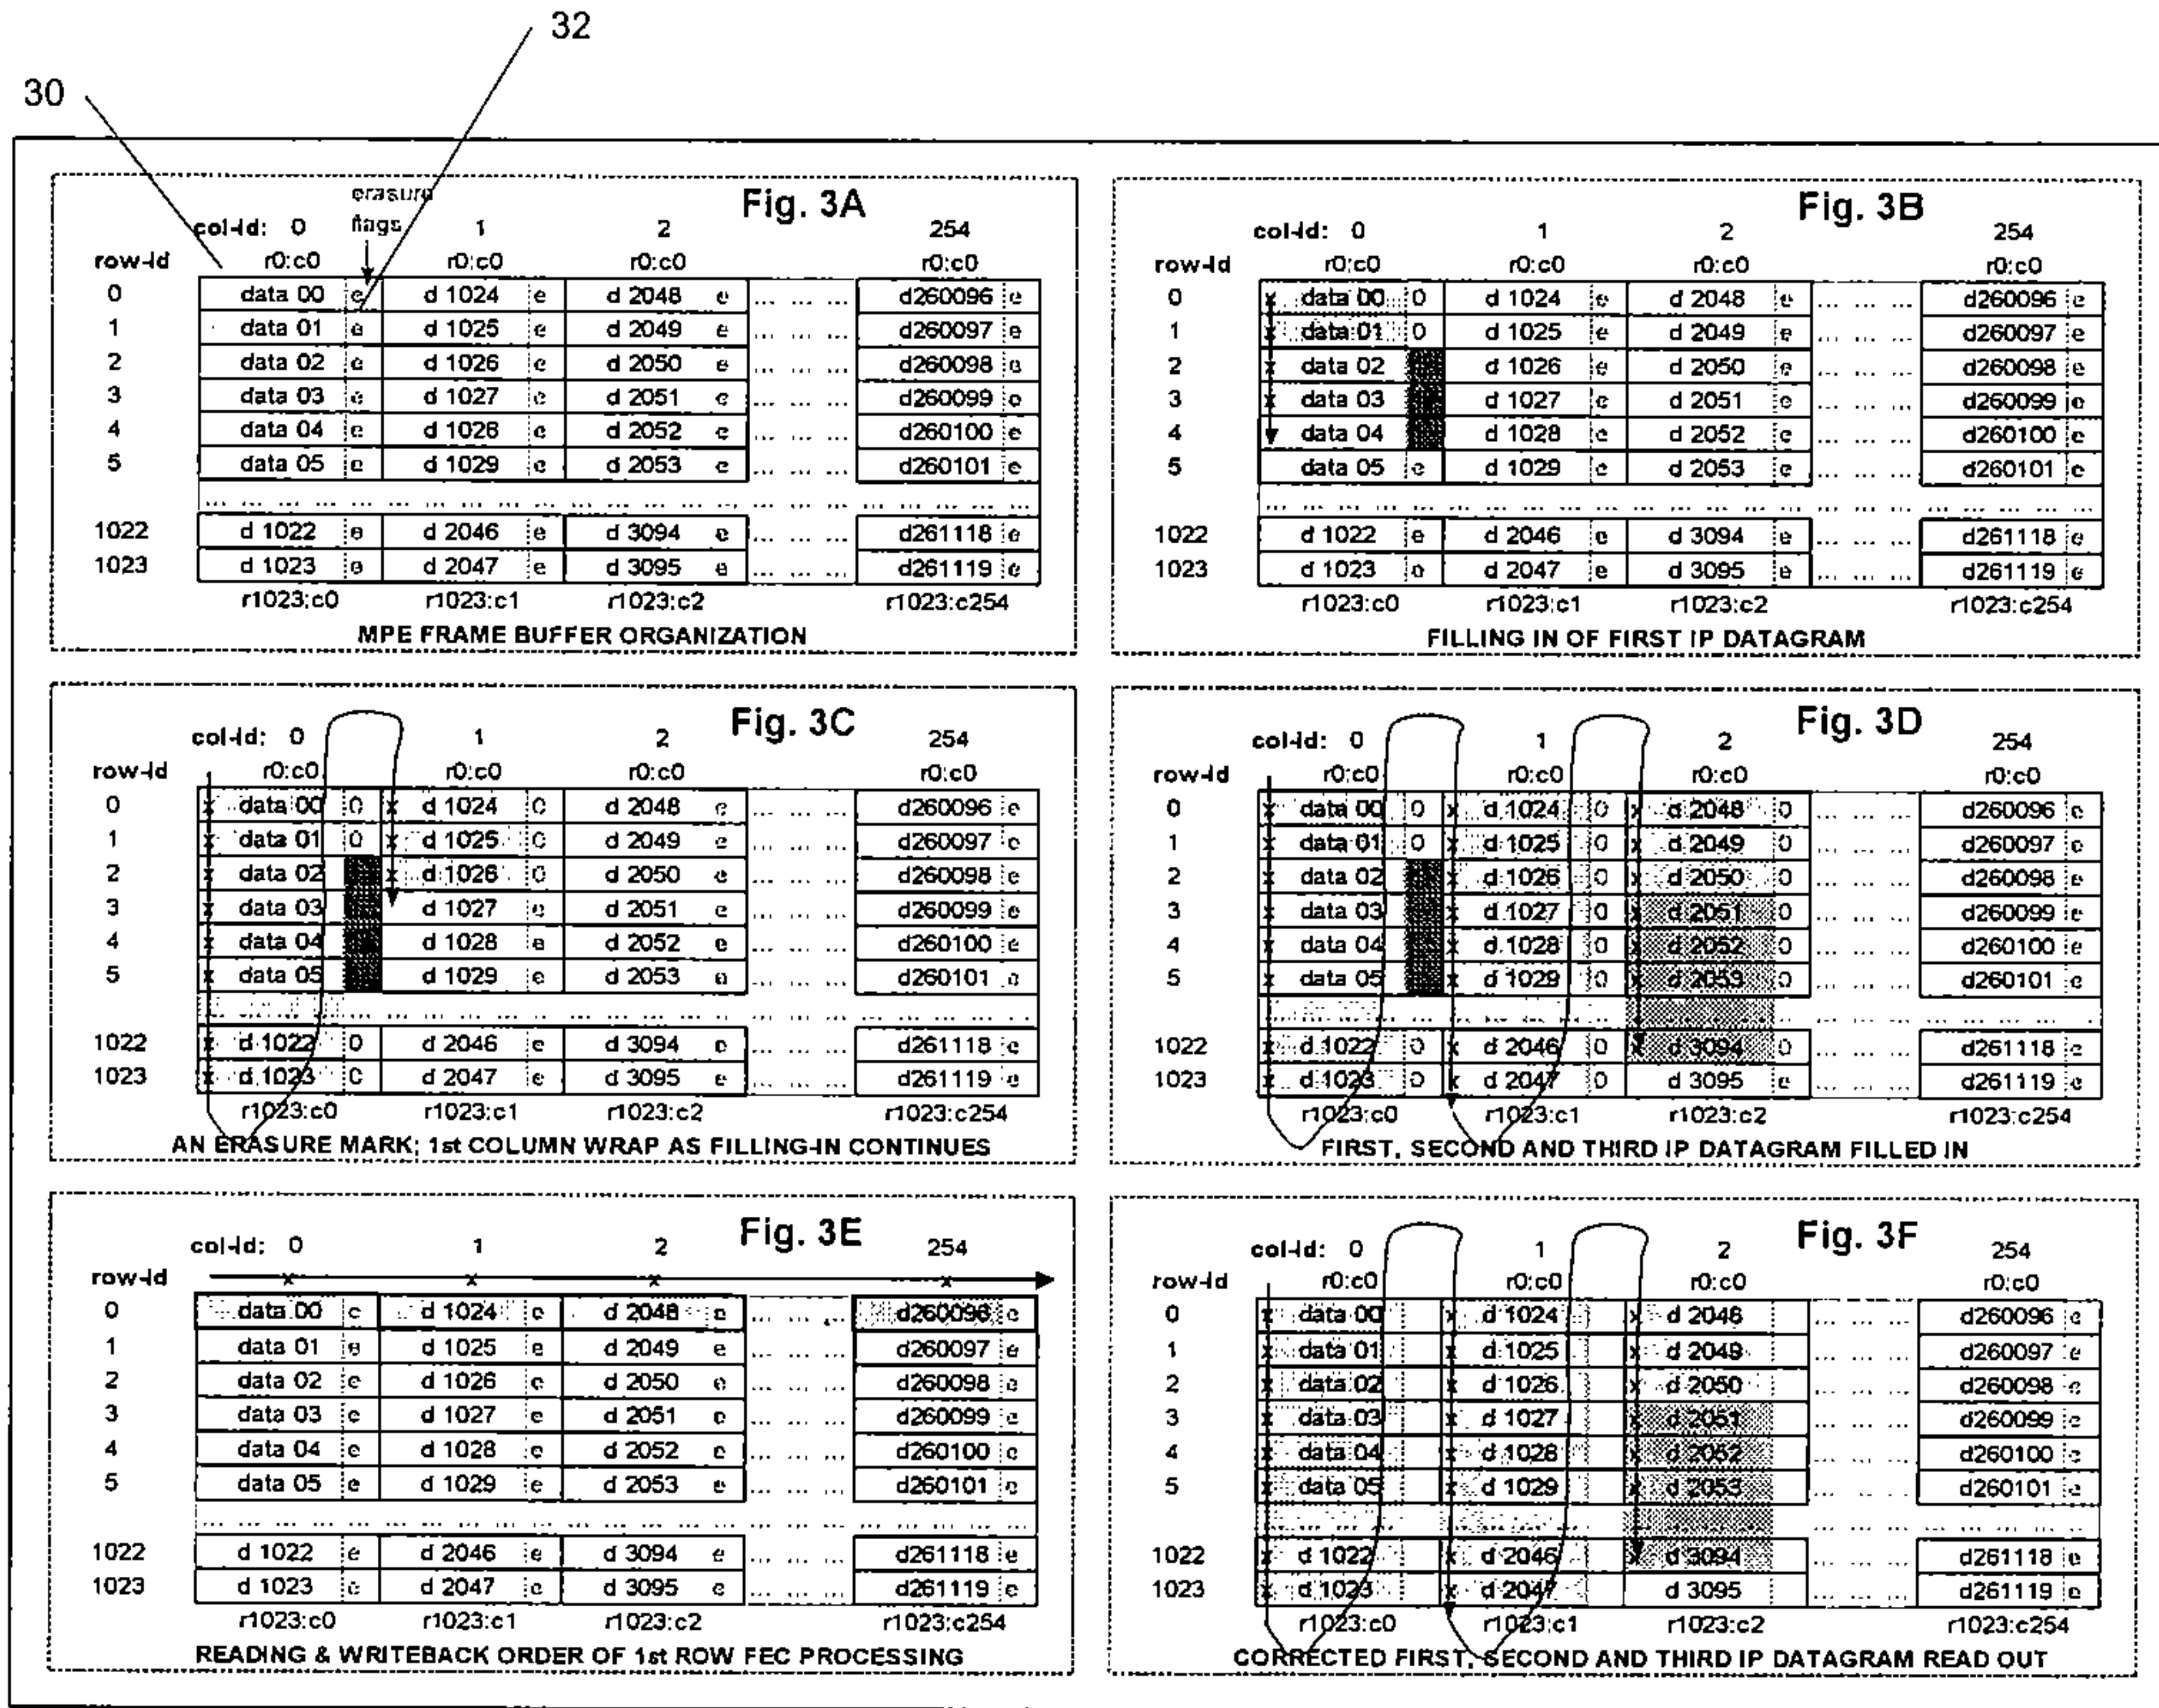 32
30
Fig. 3A
erasure
flags
col-id: 0 1 2 254
row-id r0:c0 r0:c0 r0:c0 r0:c0
0 data 00 e d 1024 e d 2048 e ... ... ... d260096 e
1 data 01 e d 1025 e d 2049 e ... ... ... d260097 e
2 data 02 e d 1026 e d 2050 e ... ... ... d260098 e
3 data 03 e d 1027 e d 2051 e ... ... ... d260099 e
4 data 04 e d 1028 e d 2052 e ... ... ... d260100 e
5 data 05 e d 1029 e d 2053 e ... ... ... d260101 e
1022 d 1022 e d 2046 e d 3094 e ... ... ... d261118 e
1023 d 1023 e d 2047 e d 3095 e ... ... ... d261119 e
r1023:c0 r1023:c1 r1023:c2 r1023:c254
MPE FRAME BUFFER ORGANIZATION
Fig. 3B
col-id: 0 1 2 254
row-id r0:c0 r0:c0 r0:c0 r0:c0
0 data 00 0 d 1024 e d 2048 e ... ... ... d260096 e
1 data 01 0 d 1025 e d 2049 e ... ... ... d260097 e
2 data 02 d 1026 e d 2050 e ... ... ... d260098 e
3 data 03 d 1027 e d 2051 e ... ... ... d260099 e
4 data 04 d 1028 e d 2052 e ... ... ... d260100 e
5 data 05 e d 1029 e d 2053 e ... ... ... d260101 e
1022 d 1022 e d 2046 e d 3094 e ... ... ... d261118 e
1023 d 1023 e d 2047 e d 3095 e ... ... ... d261119 e
r1023:c0 r1023:c1 r1023:c2 r1023:c254
FILLING IN OF FIRST IP DATAGRAM
Fig. 3C
col-id: 0 1 2 254
row-id r0:c0 r0:c0 r0:c0 r0:c0
0 data 00 0 d 1024 0 d 2048 e ... ... ... d260096 e
1 data 01 0 d 1025 0 d 2049 e ... ... ... d260097 e
2 data 02 d 1026 0 d 2050 e ... ... ... d260098 e
3 data 03 d 1027 e d 2051 e ... ... ... d260099 e
4 data 04 d 1028 e d 2052 e ... ... ... d260100 e
5 data 05 d 1029 e d 2053 e ... ... ... d260101 e
1022 d 1022 0 d 2046 e d 3094 e ... ... ... d261118 e
1023 d 1023 0 d 2047 e d 3095 e ... ... ... d261119 e
r1023:c0 r1023:c1 r1023:c2 r1023:c254
AN ERASURE MARK; 1st COLUMN WRAP AS FILLING-IN CONTINUES
Fig. 3D
col-id: 0 1 2 254
row-id r0:c0 r0:c0 r0:c0 r0:c0
0 data 00 0 d 1024 0 d 2048 0 ... ... ... d260096 e
1 data 01 0 d 1025 0 d 2049 0 ... ... ... d260097 e
2 data 02 d 1026 0 d 2050 0 ... ... ... d260098 e
3 data 03 d 1027 0 d 2051 0 ... ... ... d260099 e
4 data 04 d 1028 0 d 2052 0 ... ... ... d260100 e
5 data 05 d 1029 0 d 2053 0 ... ... ... d260101 e
1022 d 1022 0 d 2046 0 d 3094 0 ... ... ... d261118 e
1023 d 1023 0 d 2047 0 d 3095 e ... ... ... d261119 e
r1023:c0 r1023:c1 r1023:c2 r1023:c254
FIRST, SECOND AND THIRD IP DATAGRAM FILLED IN
Fig. 3E
col-id: 0 1 2 254
row-id
0 data 00 e d 1024 e d 2048 e ... ... ... d260096 e
1 data 01 e d 1025 e d 2049 e ... ... ... d260097 e
2 data 02 e d 1026 e d 2050 e ... ... ... d260098 e
3 data 03 e d 1027 e d 2051 e ... ... ... d260099 e
4 data 04 e d 1028 e d 2052 e ... ... ... d260100 e
5 data 05 e d 1029 e d 2053 e ... ... ... d260101 e
1022 d 1022 e d 2046 e d 3094 e ... ... ... d261118 e
1023 d 1023 e d 2047 e d 3095 e ... ... ... d261119 e
r1023:c0 r1023:c1 r1023:c2 r1023:c254
READING & WRITEBACK ORDER OF 1st ROW FEC PROCESSING
Fig. 3F
col-id: 0 1 2 254
row-id r0:c0 r0:c0 r0:c0 r0:c0
0 data 00 d 1024 d 2048 ... ... ... d260096 e
1 data 01 d 1025 d 2049 ... ... ... d260097 e
2 data 02 d 1026 d 2050 ... ... ... d260098 e
3 data 03 d 1027 d 2051 ... ... ... d260099 e
4 data 04 d 1028 d 2052 ... ... ... d260100 e
5 data 05 d 1029 d 2053 ... ... ... d260101 e
1022 d 1022 d 2046 d 3094 ... ... ... d261118 e
1023 d 1023 d 2047 d 3095 ... ... ... d261119 e
r1023:c0 r1023:c1 r1023:c2 r1023:c254
CORRECTED FIRST, SECOND AND THIRD IP DATAGRAM READ OUT